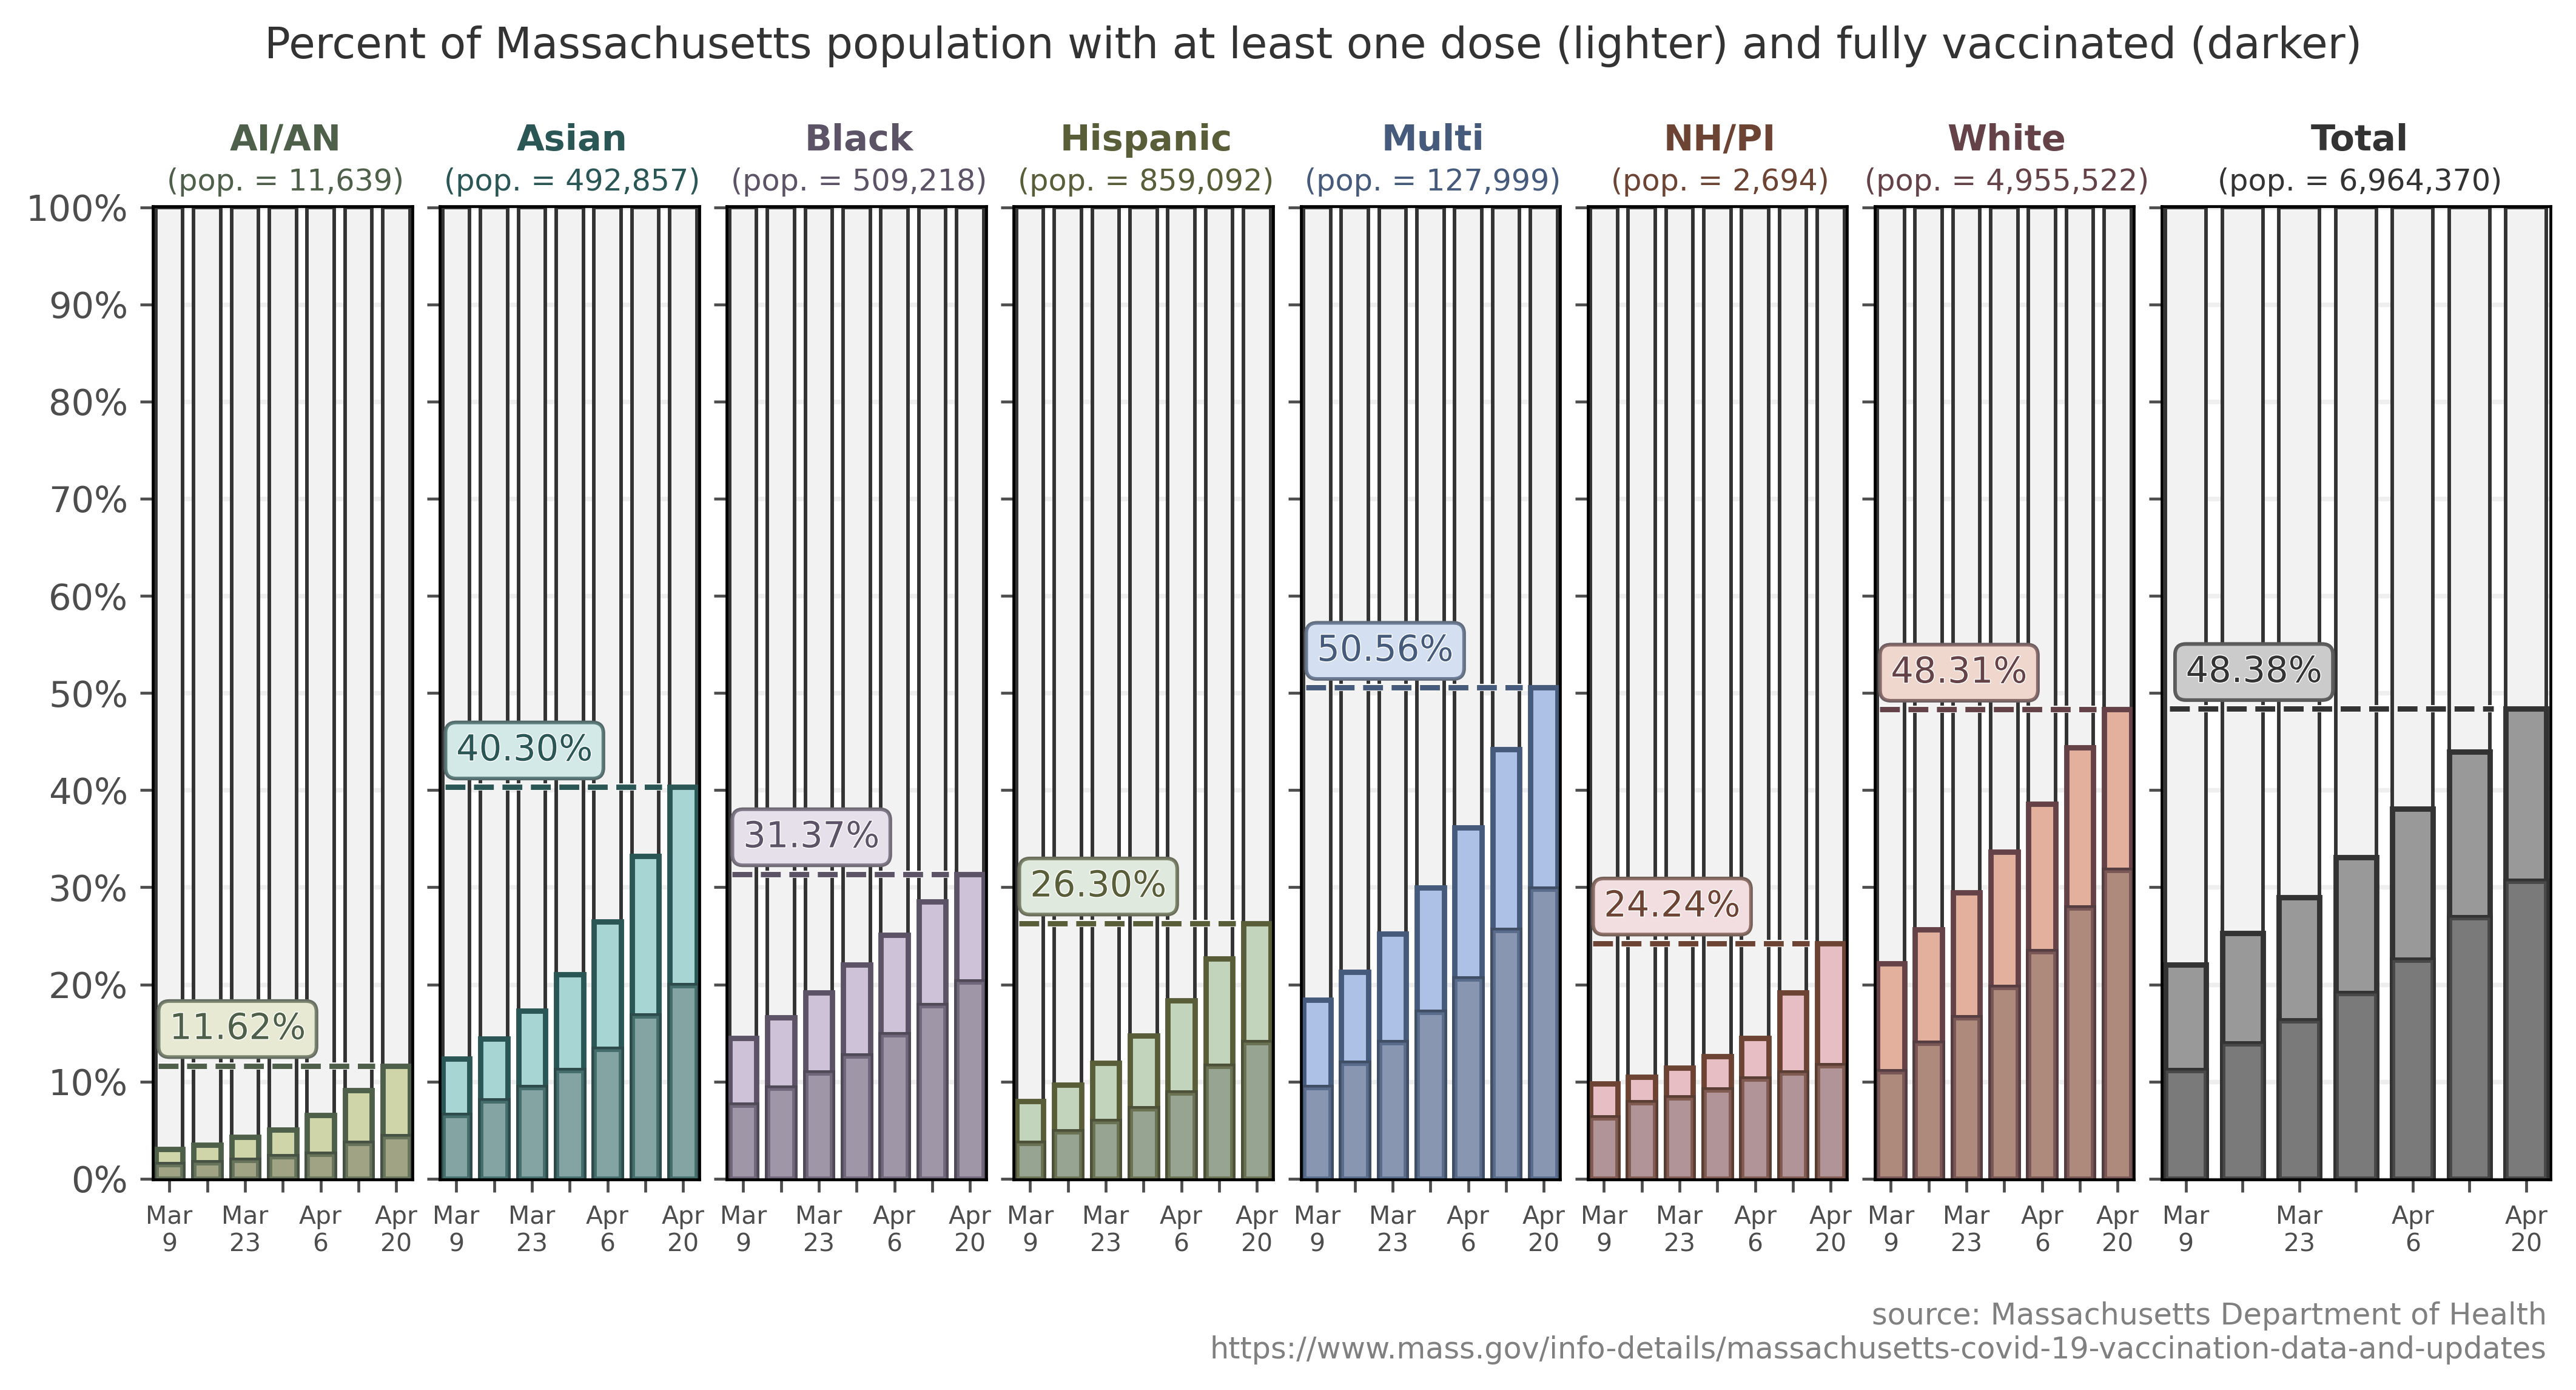 Percent of Massachusetts population with at least one dose (lighter) and fully vaccinated (darker)
AI/AN
(pop. = 11,639)
Asian
(pop. = 492,857)
Black
(pop. = 509,218)
Hispanic
(pop. = 859,092)
Multi
(pop. = 127,999)
NH/PI
(pop. = 2,694)
White
(pop. = 4,955,522)
Total
(pop. = 6,964,370)
100%
90%
80%
70%
60%
50%
40%
30%
20%
10%
0%
11.62%
40.30%
31.37%
26.30%
50.56%
24.24%
48.31%
48.38%
Mar 9
Mar 23
Apr 6
Apr 20
Mar 9
Mar 23
Apr 6
Apr 20
Mar 9
Mar 23
Apr 6
Apr 20
Mar 9
Mar 23
Apr 6
Apr 20
Mar 9
Mar 23
Apr 6
Apr 20
Mar 9
Mar 23
Apr 6
Apr 20
Mar 9
Mar 23
Apr 6
Apr 20
Mar 9
Mar 23
Apr 6
Apr 20
source: Massachusetts Department of Health
https://www.mass.gov/info-details/massachusetts-covid-19-vaccination-data-and-updates